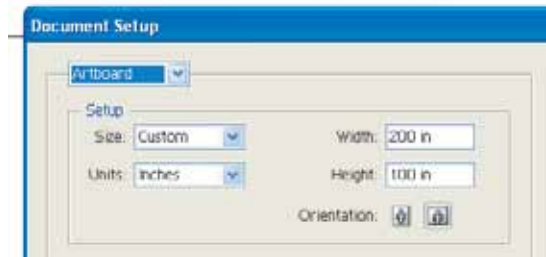 Document Setup
Artboard
Setup
Size: Custom Width: 200 in
Units: Inches Height: 100 in
Orientation: